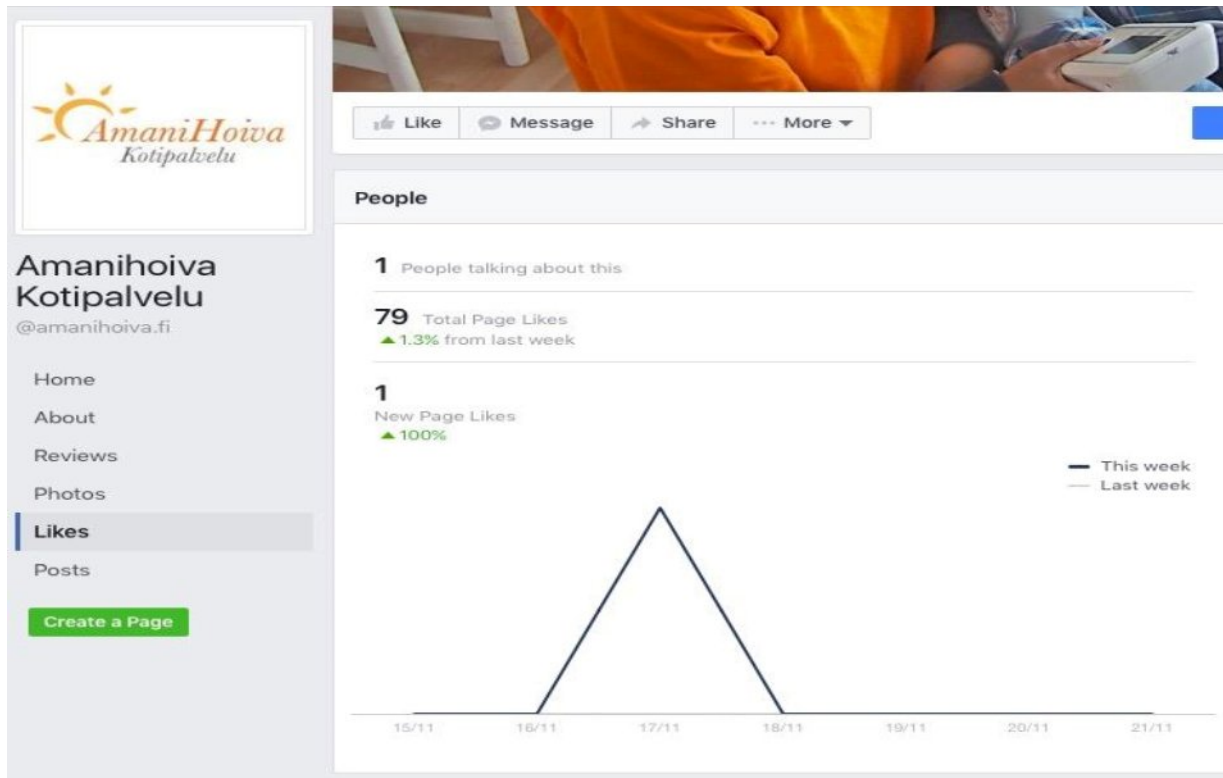 AmaniHoiva
Kotipalvelu
Amanihoiva
Kotipalvelu
@amanihoiva.fi
Home
About
Reviews
Photos
Likes
Posts
Create a Page
Like Message Share More
People
1 People talking about this
79 Total Page Likes
1.3% from last week
1
New Page Likes
100%
This week
Last week
15/11 16/11 17/11 18/11 19/11 20/11 21/11